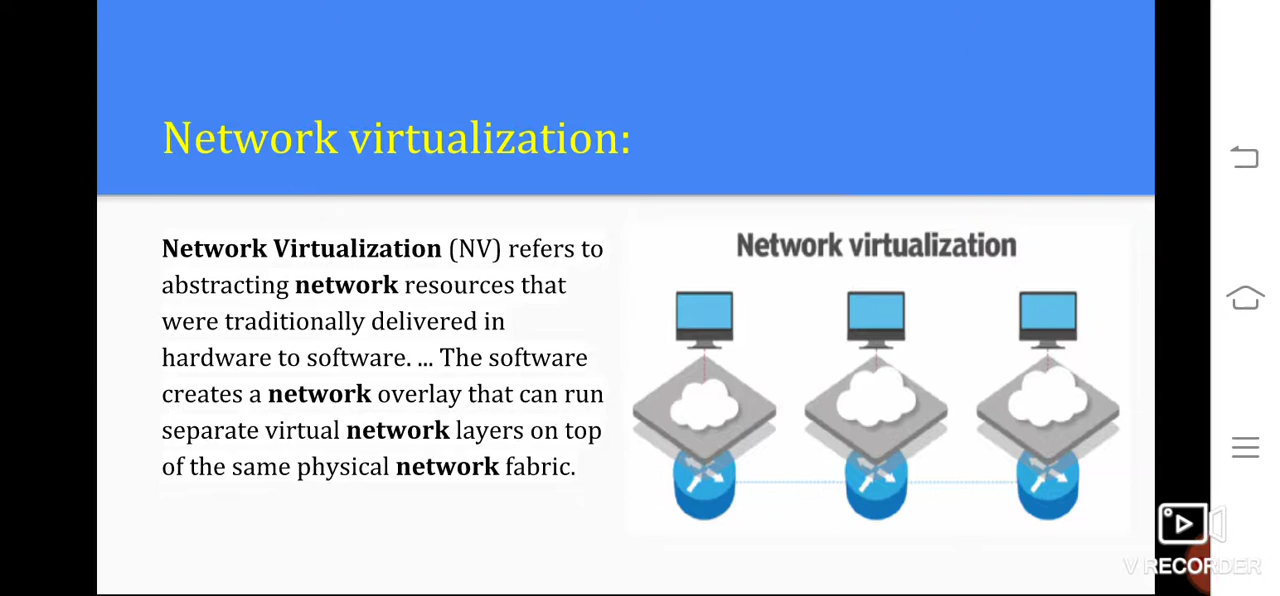 Network virtualization:
Network Virtualization (NV) refers to
abstracting network resources that
were traditionally delivered in
hardware to software. ... The software
creates a network overlay that can run
separate virtual network layers on top
of the same physical network fabric.
Network virtualization
V RECORDER